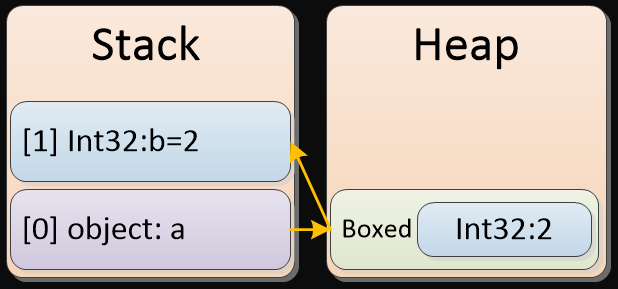 Stack
[1] Int32:b=2
[0] object: a
Heap
Boxed
Int32:2